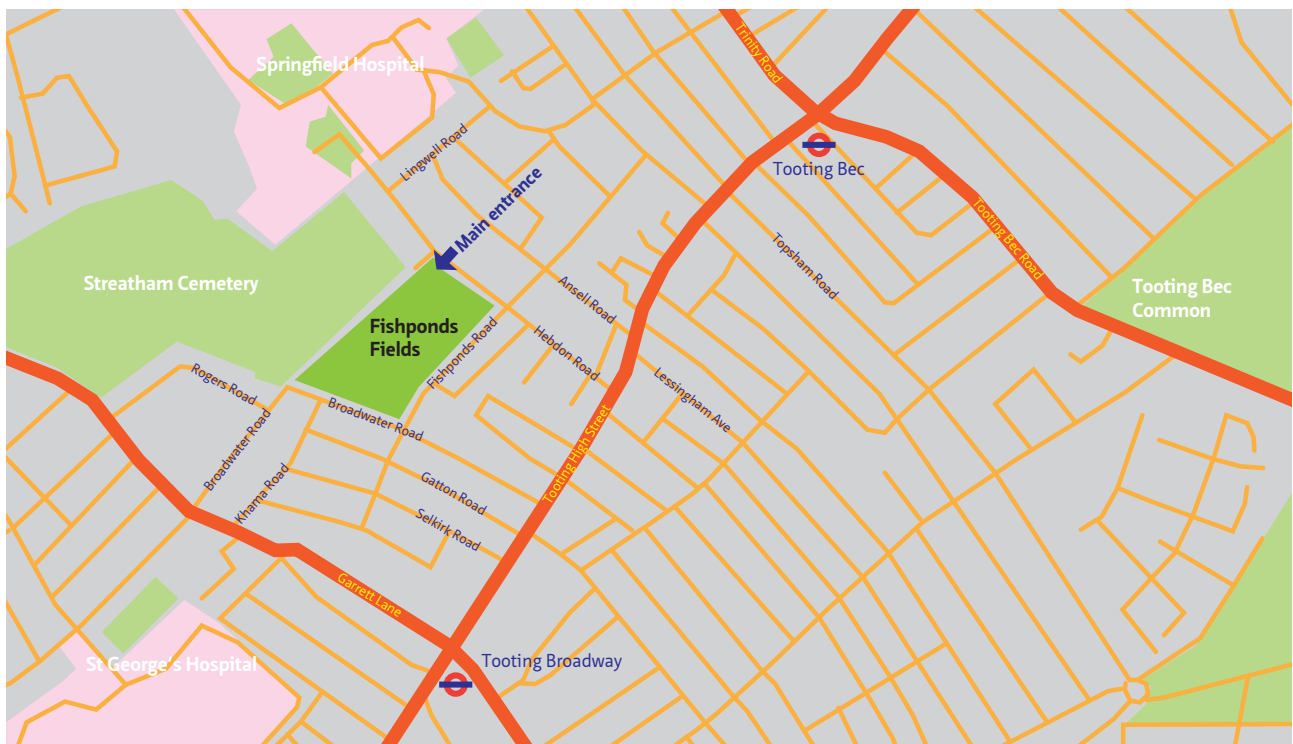 Trinity Road
Springfield Hospital
Lingwell Road
Tooting Bec
Main entrance
Tooting Bec Road
Topsham Road
Streatham Cemetery
Ansell Road
Tooting Bec
Common
Fishponds
Fields
Fishponds Road
Hebdon Road
Rogers Road
Lessingham Ave
Broadwater Road
Broadwater Road
Tooting High Street
Khama Road
Gatton Road
Selkirk Road
Garrett Lane
St George's Hospital
Tooting Broadway